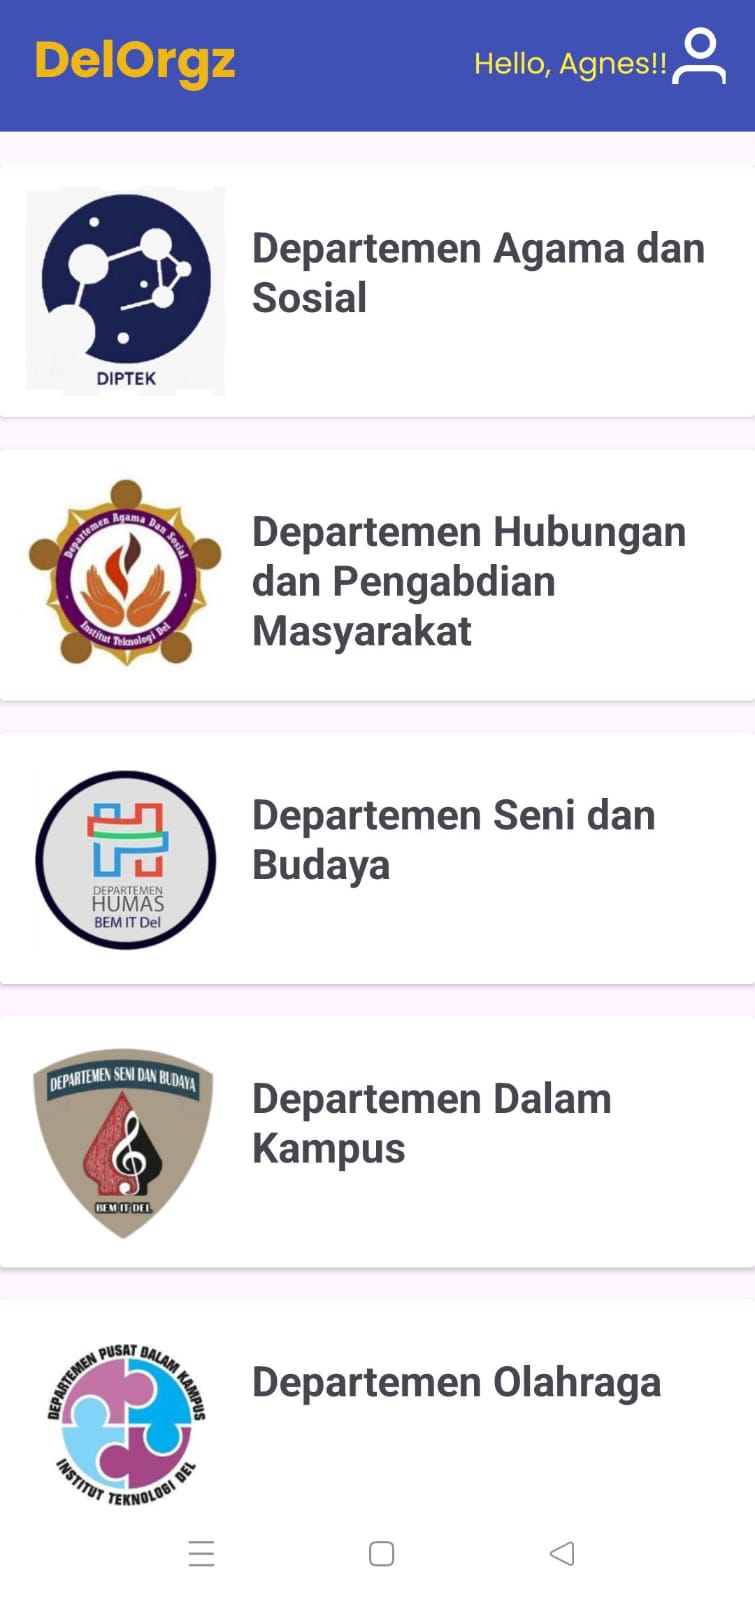 DelOrgz
Hello, Agnes!!
DIPTEK
Departemen Agama dan
Sosial
Departemen Agama Dan Sosial
Institut Teknologi Del
Departemen Hubungan
dan Pengabdian
Masyarakat
DEPARTEMEN
HUMAS
BEM IT Del
Departemen Seni dan
Budaya
DEPARTEMEN SENI DAN BUDAYA
BEM IT DEL
Departemen Dalam
Kampus
DEPARTEMEN PUSAT DALAM KAMPUS
INSTITUT TEKNOLOGI DEL
Departemen Olahraga